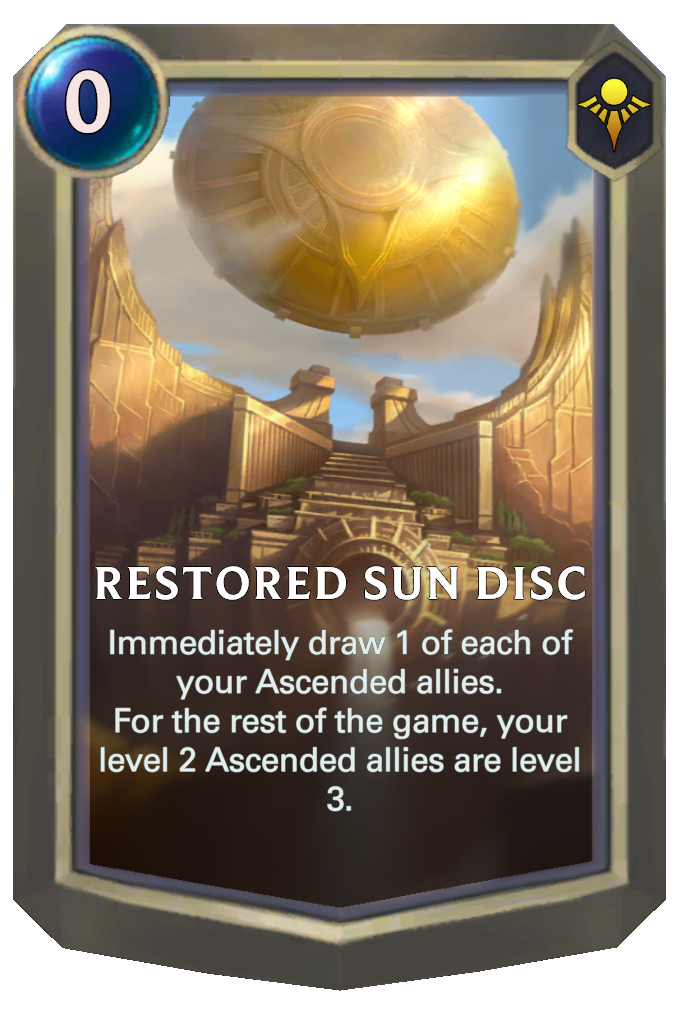 0
RESTORED SUN DISC
Immediately draw 1 of each of
your Ascended allies.
For the rest of the game, your
level 2 Ascended allies are level
3.